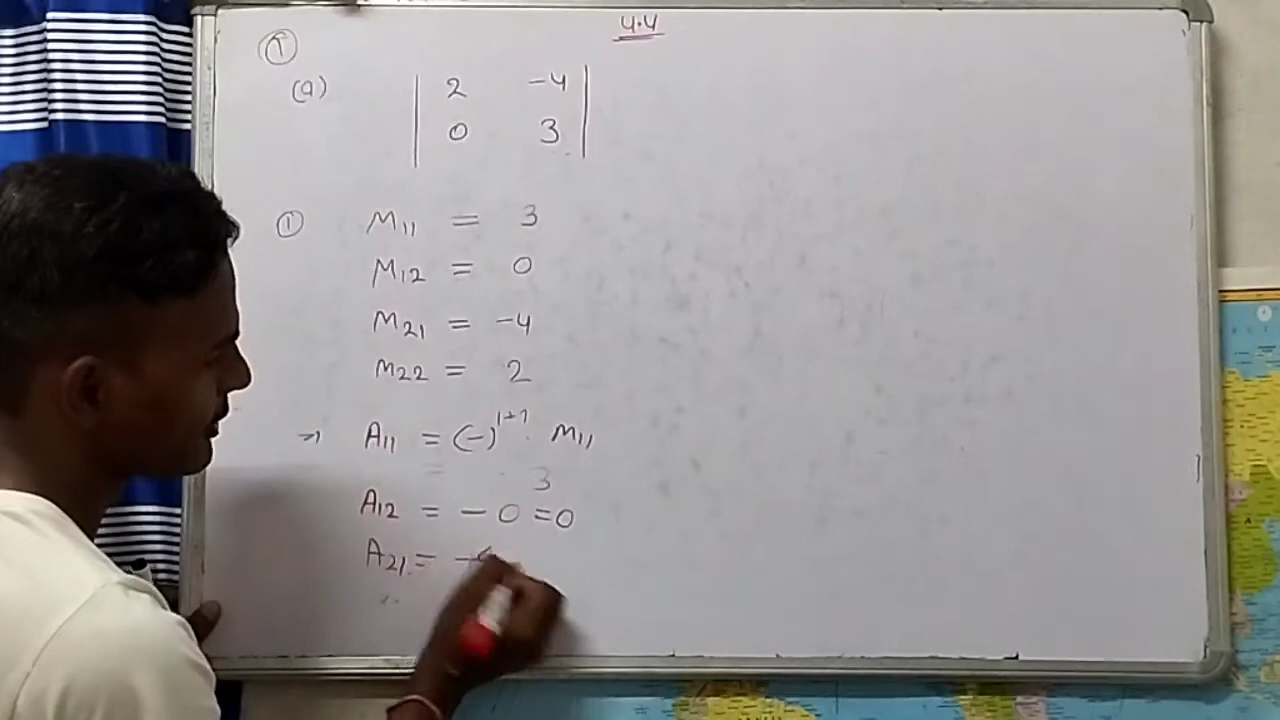 4.4
①
(a) | 2 -4 |
| 0 3 |
① M11 = 3
M12 = 0
M21 = -4
M22 = 2
A11 = (-)^1+1 . M11
= 3
A12 = - 0 = 0
A21 =